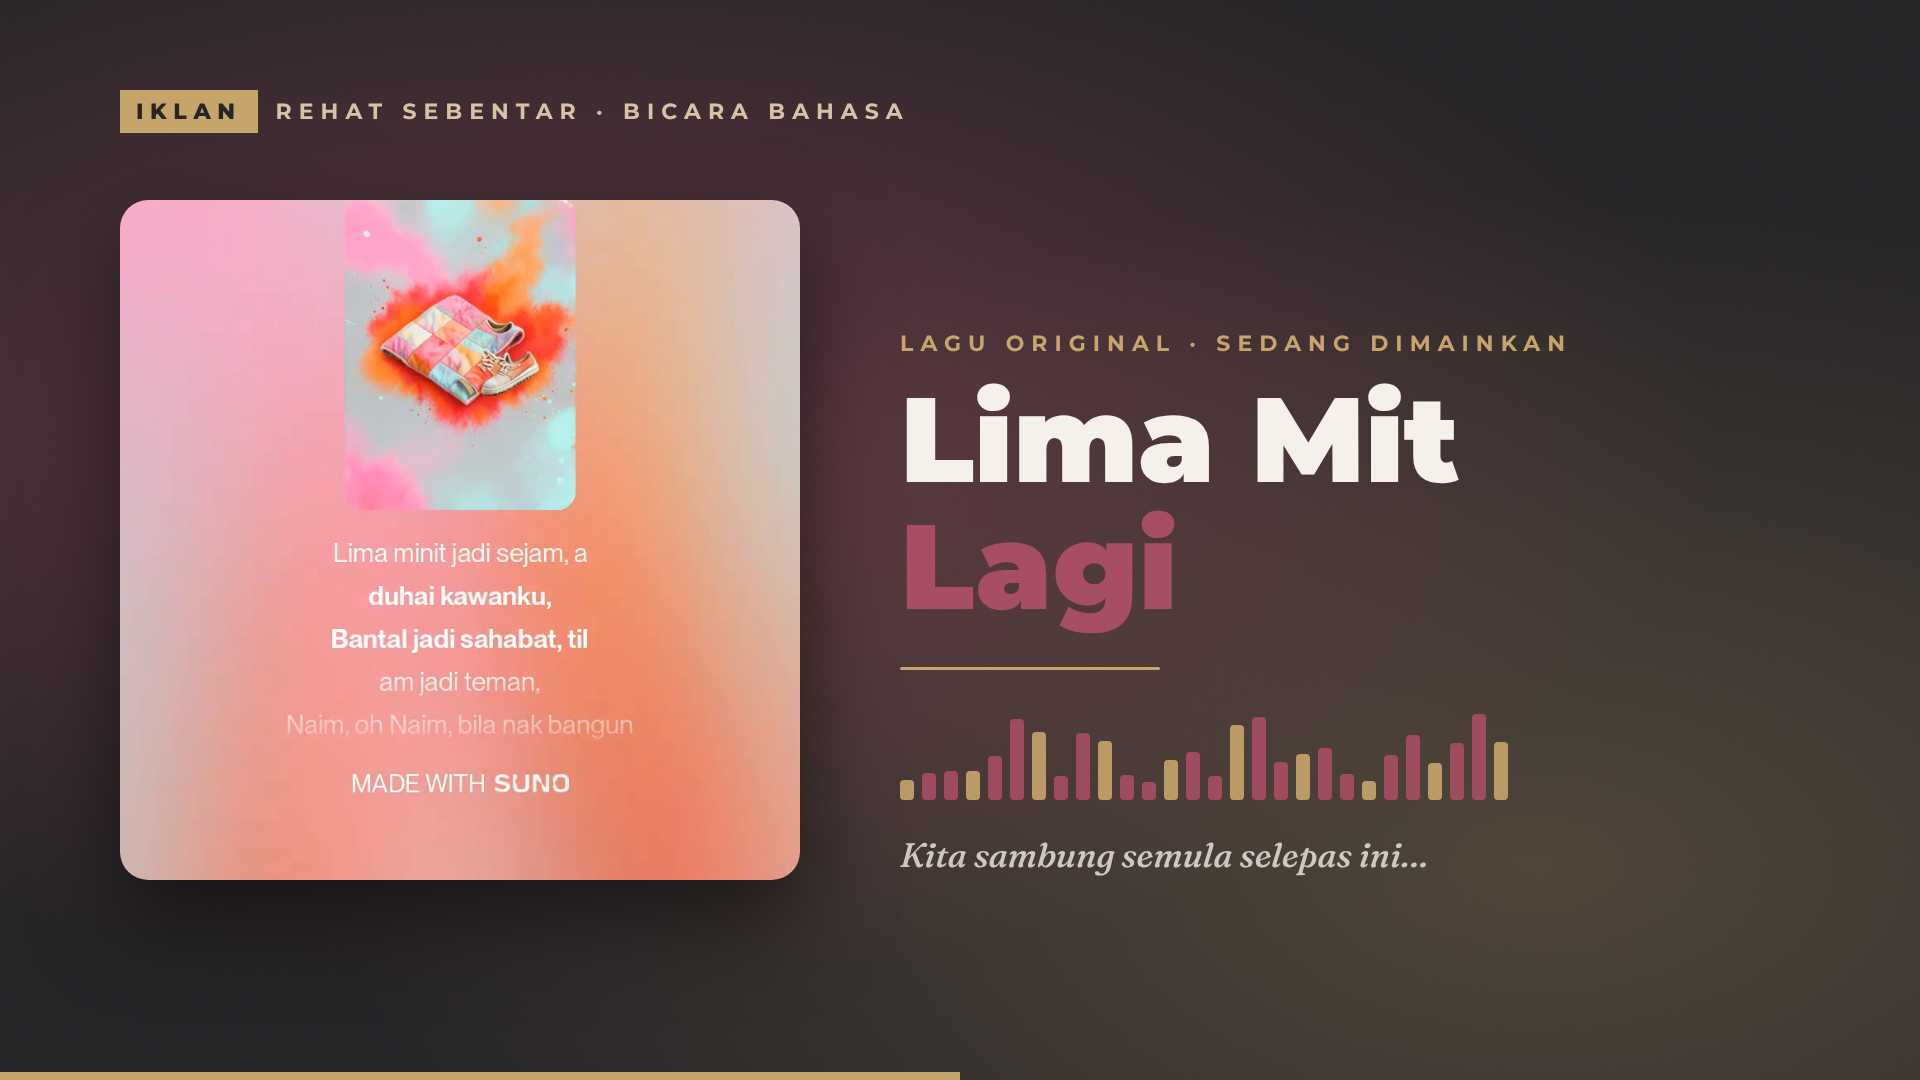 IKLAN REHAT SEBENTAR · BICARA BAHASA
Lima minit jadi sejam, a
duhai kawanku,
Bantal jadi sahabat, til
am jadi teman,
Naim, oh Naim, bila nak bangun
MADE WITH SUNO
LAGU ORIGINAL · SEDANG DIMAINKAN
Lima Mit
Lagi
Kita sambung semula selepas ini...